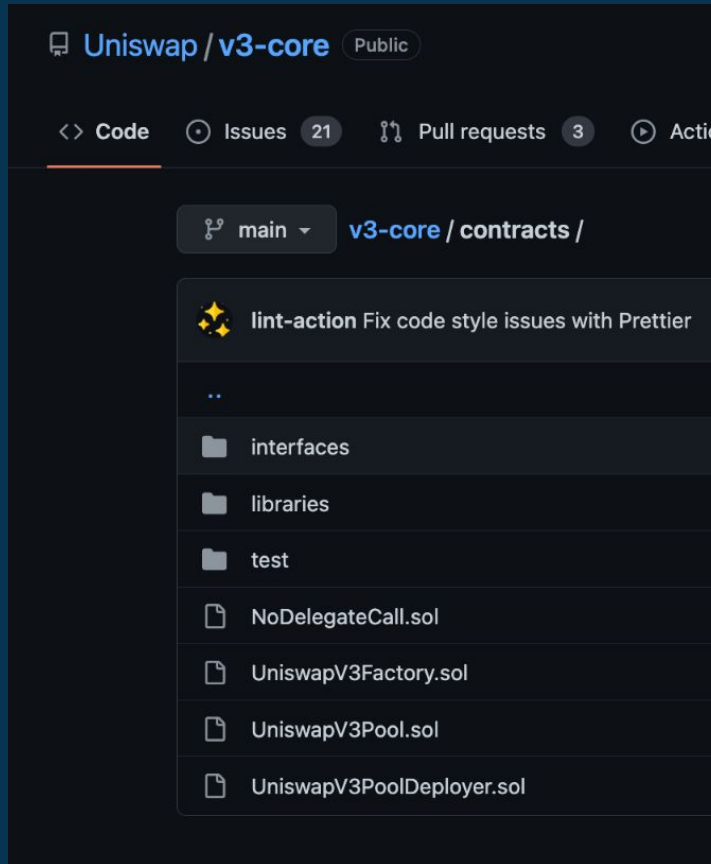 Uniswap / v3-core Public
Code Issues 21 Pull requests 3 Acti
main v3-core / contracts /
lint-action Fix code style issues with Prettier
..
interfaces
libraries
test
NoDelegateCall.sol
UniswapV3Factory.sol
UniswapV3Pool.sol
UniswapV3PoolDeployer.sol